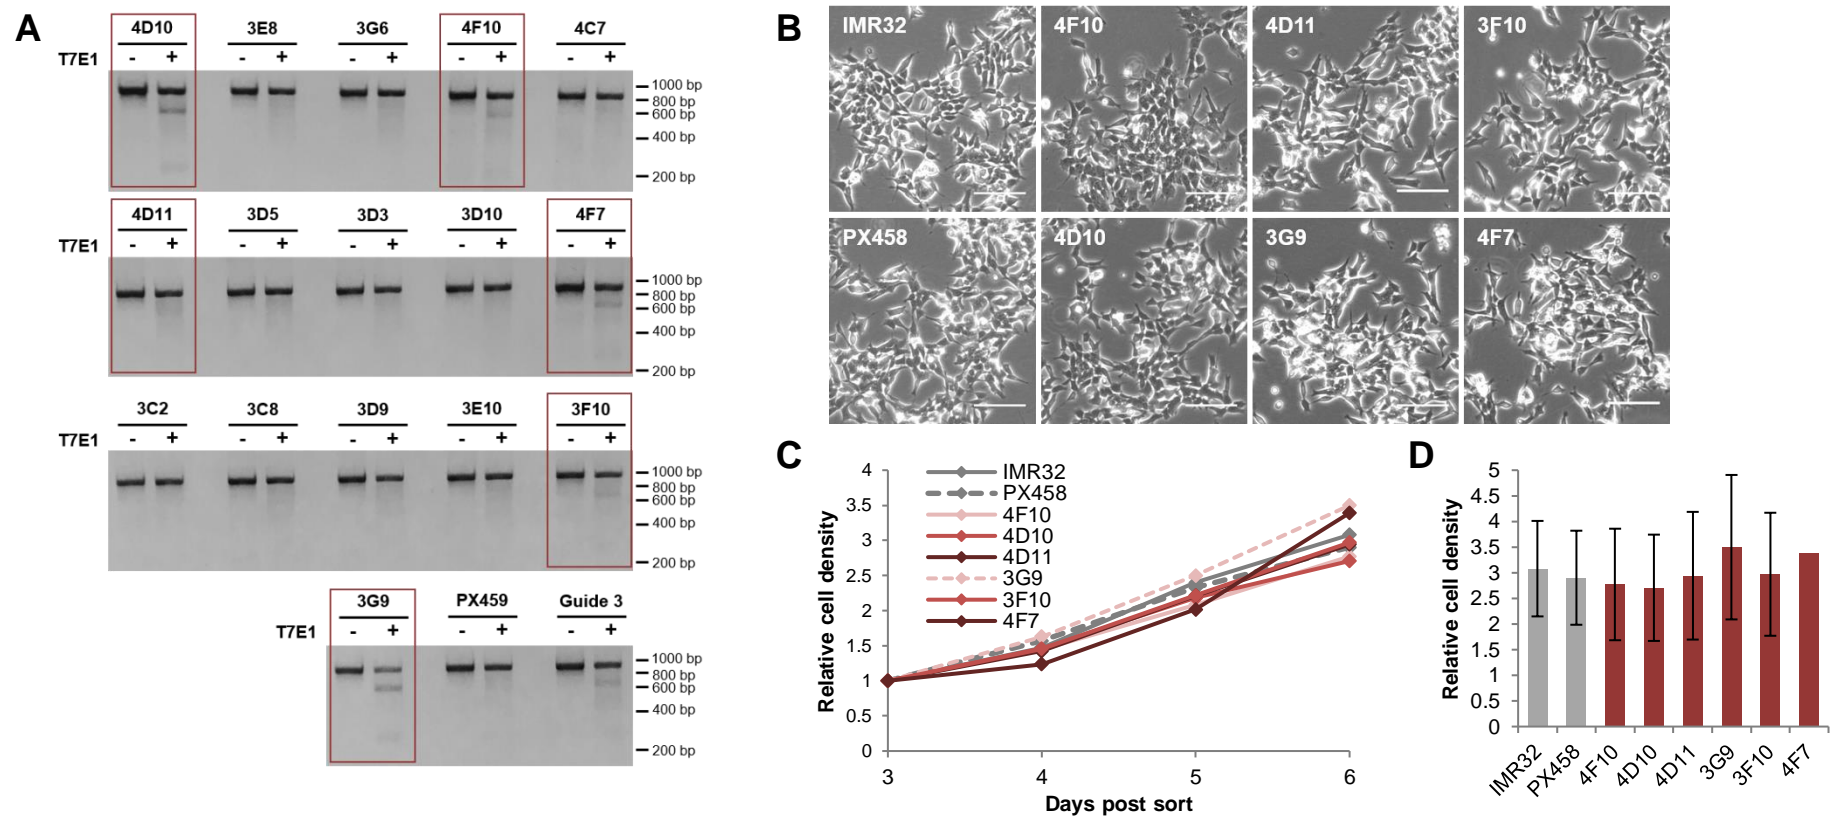 A
4D10 3E8 3G6 4F10 4C7
T7E1 - + - + - + - + - +
1000 bp
800 bp
600 bp
400 bp
200 bp
4D11 3D5 3D3 3D10 4F7
T7E1 - + - + - + - + - +
1000 bp
800 bp
600 bp
400 bp
200 bp
3C2 3C8 3D9 3E10 3F10
T7E1 - + - + - + - + - +
1000 bp
800 bp
600 bp
400 bp
200 bp
3G9 PX459 Guide 3
T7E1 - + - + - +
1000 bp
800 bp
600 bp
400 bp
200 bp
B
IMR32 4F10 4D11 3F10
PX458 4D10 3G9 4F7
C
Relative cell density
4
3.5
3
2.5
2
1.5
1
0.5
0
IMR32
PX458
4F10
4D10
4D11
3G9
3F10
4F7
3 4 5 6
Days post sort
D
Relative cell density
5
4.5
4
3.5
3
2.5
2
1.5
1
0.5
0
IMR32 PX458 4F10 4D10 4D11 3G9 3F10 4F7